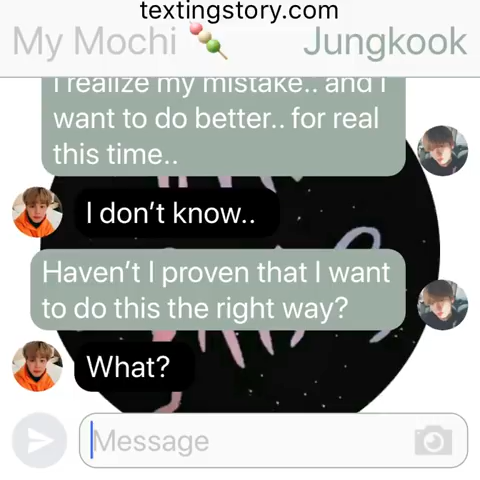 textingstory.com
My Mochi 🍡 Jungkook
I realize my mistake.. and I
want to do better.. for real
this time..
I don't know..
Haven't I proven that I want
to do this the right way?
What?
Message